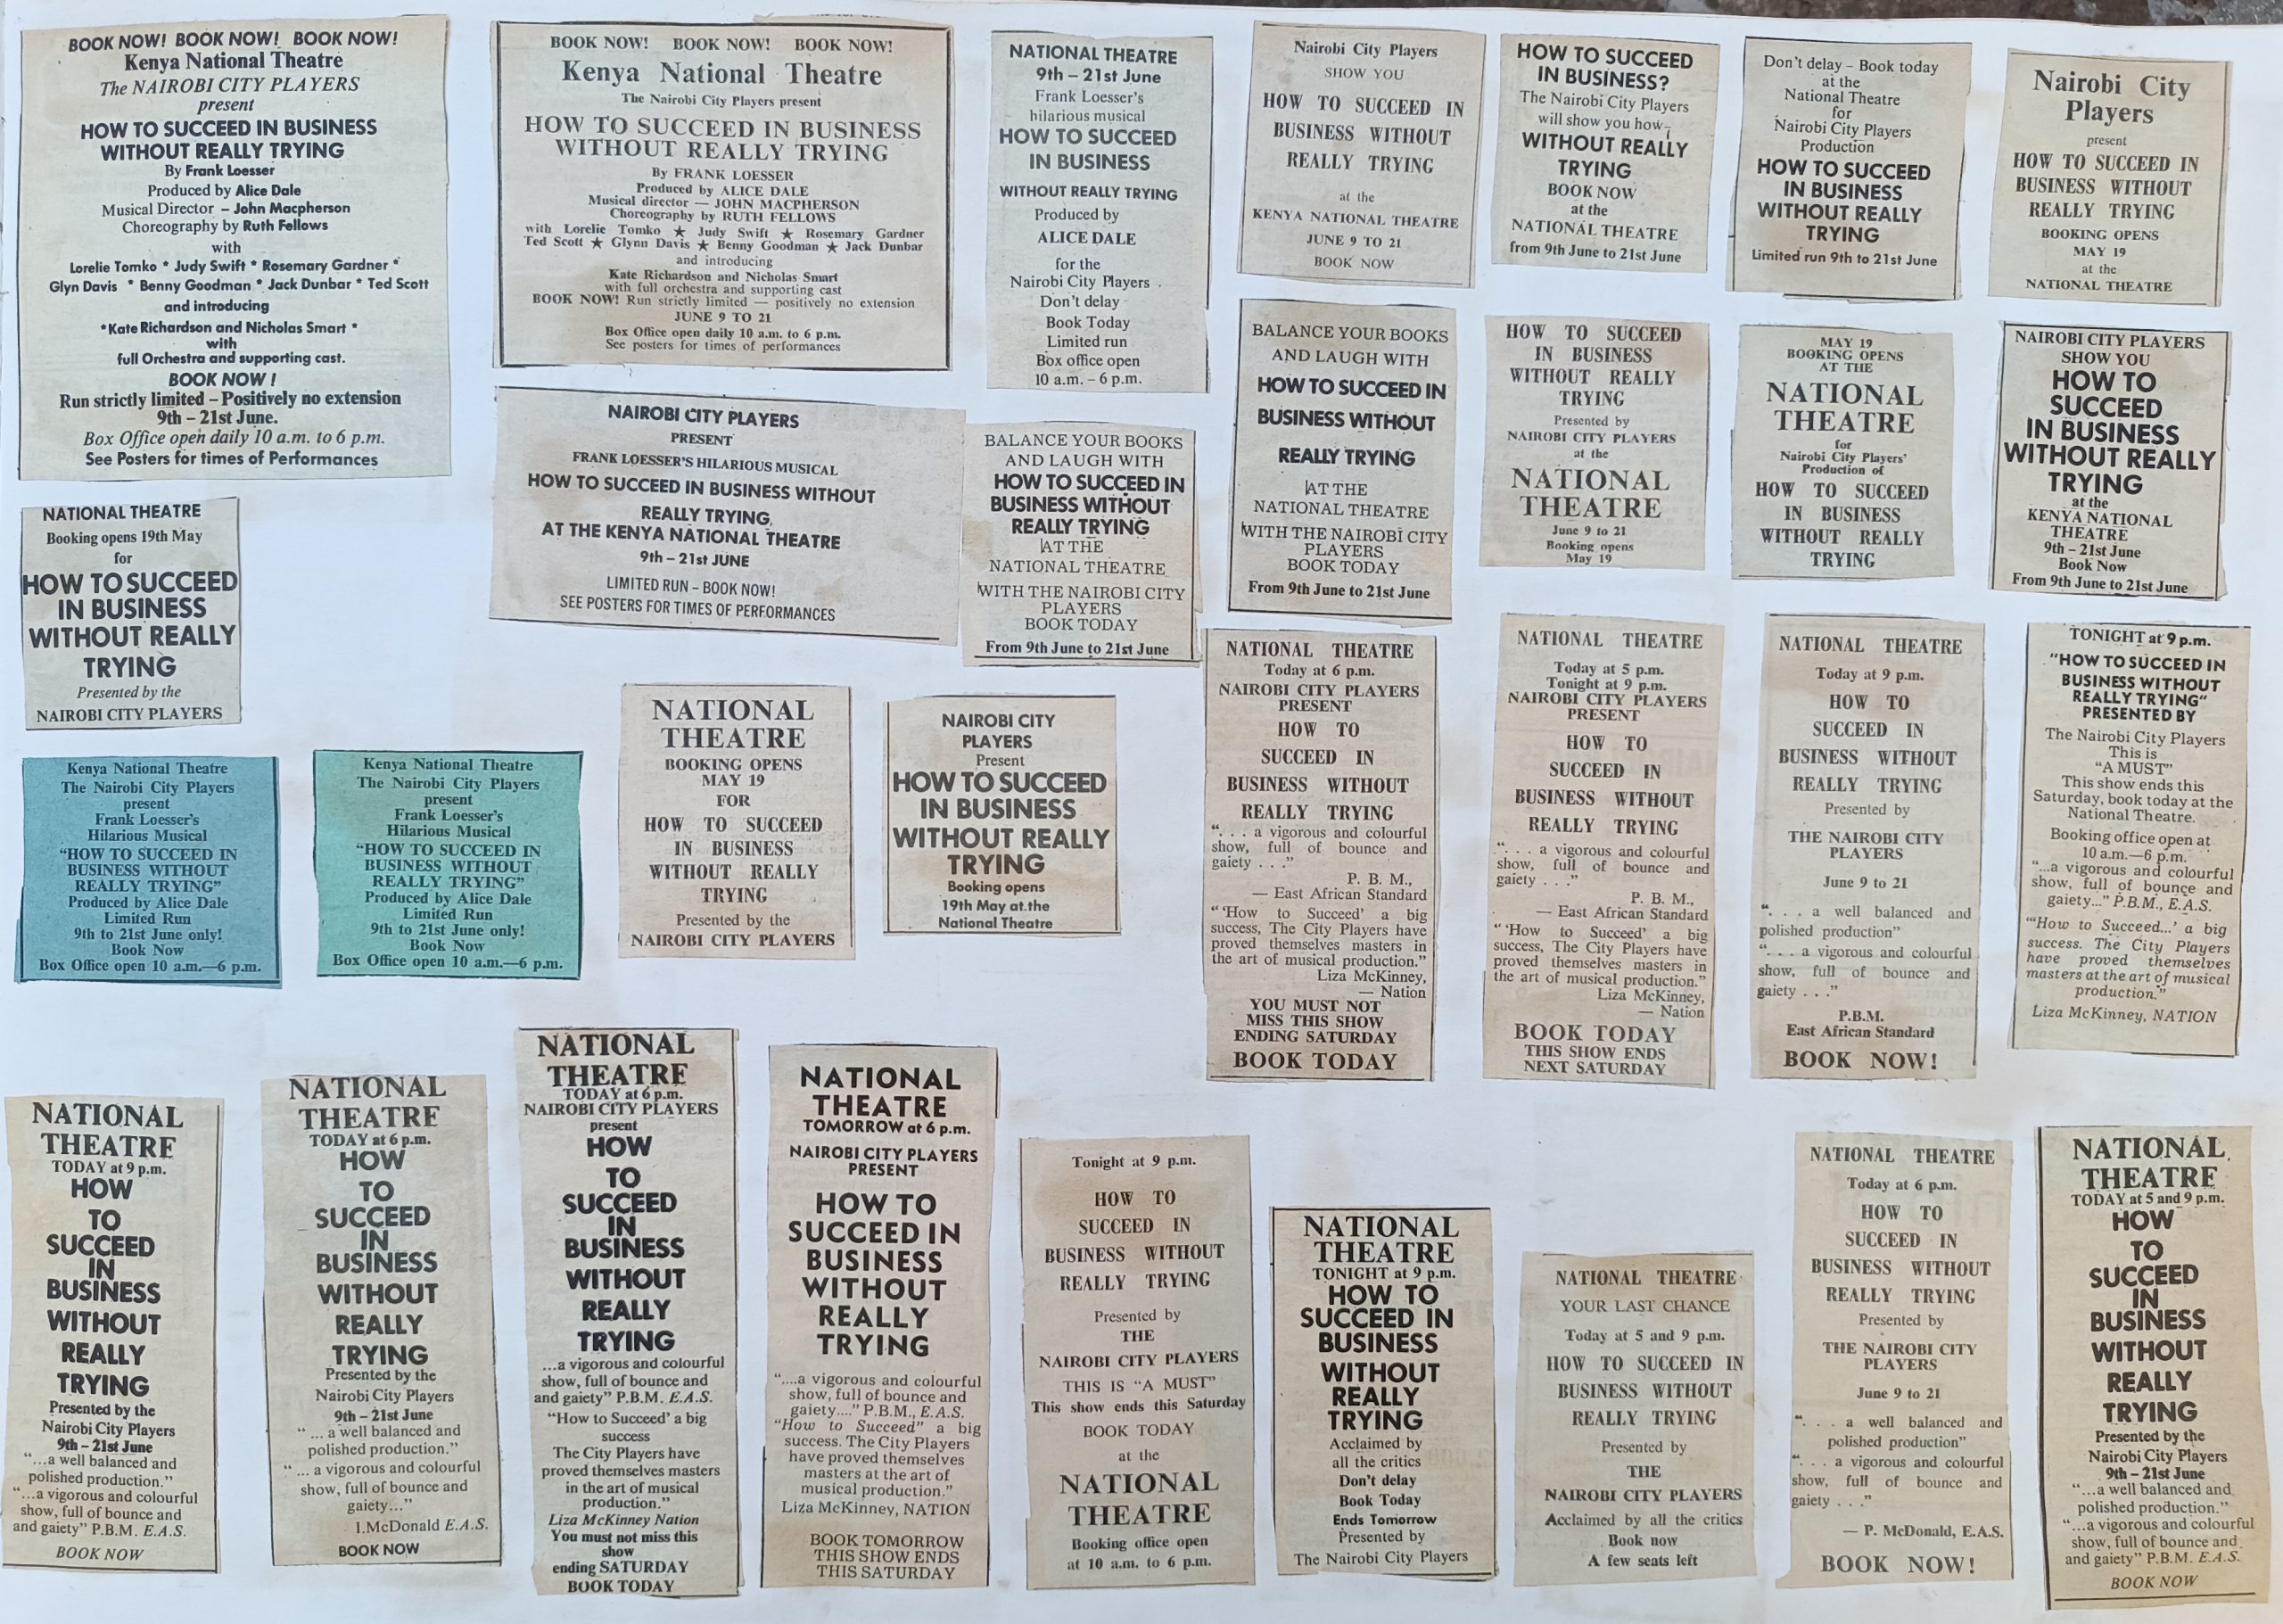 BOOK NOW! BOOK NOW! BOOK NOW!
Kenya National Theatre
The NAIROBI CITY PLAYERS
present
HOW TO SUCCEED IN BUSINESS
WITHOUT REALLY TRYING
By Frank Loesser
Produced by Alice Dale
Musical Director – John Macpherson
Choreography by Ruth Fellows
with
Lorelie Tomko * Judy Swift * Rosemary Gardner *
Glyn Davis * Benny Goodman * Jack Dunbar * Ted Scott
and introducing
*Kate Richardson and Nicholas Smart *
with
full Orchestra and supporting cast.
BOOK NOW !
Run strictly limited – Positively no extension
9th – 21st June.
Box Office open daily 10 a.m. to 6 p.m.
See Posters for times of Performances
BOOK NOW! BOOK NOW! BOOK NOW!
Kenya National Theatre
The Nairobi City Players present
HOW TO SUCCEED IN BUSINESS
WITHOUT REALLY TRYING
By FRANK LOESSER
Produced by ALICE DALE
Musical director — JOHN MACPHERSON
Choreography by RUTH FELLOWS
with Lorelie Tomko ★ Judy Swift ★ Rosemary Gardner
Ted Scott ★ Glynn Davis ★ Benny Goodman ★ Jack Dunbar
and introducing
Kate Richardson and Nicholas Smart
with full orchestra and supporting cast
BOOK NOW! Run strictly limited — positively no extension
JUNE 9 TO 21
Box Office open daily 10 a.m. to 6 p.m.
See posters for times of performances
NATIONAL THEATRE
9th – 21st June
Frank Loesser's
hilarious musical
HOW TO SUCCEED
IN BUSINESS
WITHOUT REALLY TRYING
Produced by
ALICE DALE
for the
Nairobi City Players .
Don't delay
Book Today
Limited run
Box office open
10 a.m. – 6 p.m.
Nairobi City Players
SHOW YOU
HOW TO SUCCEED IN
BUSINESS WITHOUT
REALLY TRYING
at the
KENYA NATIONAL THEATRE
JUNE 9 TO 21
BOOK NOW
HOW TO SUCCEED
IN BUSINESS?
The Nairobi City Players
will show you how–
WITHOUT REALLY
TRYING
BOOK NOW
at the
NATIONAL THEATRE
from 9th June to 21st June
Don't delay – Book today
at the
National Theatre
for
Nairobi City Players
Production
HOW TO SUCCEED
IN BUSINESS
WITHOUT REALLY
TRYING
Limited run 9th to 21st June
Nairobi City
Players
present
HOW TO SUCCEED IN
BUSINESS WITHOUT
REALLY TRYING
BOOKING OPENS
MAY 19
at the
NATIONAL THEATRE
NAIROBI CITY PLAYERS
PRESENT
FRANK LOESSER'S HILARIOUS MUSICAL
HOW TO SUCCEED IN BUSINESS WITHOUT
REALLY TRYING,
AT THE KENYA NATIONAL THEATRE
9th – 21st JUNE
LIMITED RUN – BOOK NOW!
SEE POSTERS FOR TIMES OF PERFORMANCES
BALANCE YOUR BOOKS
AND LAUGH WITH
HOW TO SUCCEED IN
BUSINESS WITHOUT
REALLY TRYING
AT THE
NATIONAL THEATRE
WITH THE NAIROBI CITY
PLAYERS
BOOK TODAY
From 9th June to 21st June
BALANCE YOUR BOOKS
AND LAUGH WITH
HOW TO SUCCEED IN
BUSINESS WITHOUT
REALLY TRYING
AT THE
NATIONAL THEATRE
WITH THE NAIROBI CITY
PLAYERS
BOOK TODAY
From 9th June to 21st June
HOW TO SUCCEED
IN BUSINESS
WITHOUT REALLY
TRYING
Presented by
NAIROBI CITY PLAYERS
at the
NATIONAL
THEATRE
June 9 to 21
Booking opens
May 19
MAY 19
BOOKING OPENS
AT THE
NATIONAL
THEATRE
for
Nairobi City Players'
Production of
HOW TO SUCCEED
IN BUSINESS
WITHOUT REALLY
TRYING
NAIROBI CITY PLAYERS
SHOW YOU
HOW TO
SUCCEED
IN BUSINESS
WITHOUT REALLY
TRYING
at the
KENYA NATIONAL
THEATRE
9th – 21st June
Book Now
From 9th June to 21st June
NATIONAL THEATRE
Booking opens 19th May
for
HOW TO SUCCEED
IN BUSINESS
WITHOUT REALLY
TRYING
Presented by the
NAIROBI CITY PLAYERS
Kenya National Theatre
The Nairobi City Players
present
Frank Loesser's
Hilarious Musical
"HOW TO SUCCEED IN
BUSINESS WITHOUT
REALLY TRYING"
Produced by Alice Dale
Limited Run
9th to 21st June only!
Book Now
Box Office open 10 a.m.—6 p.m.
Kenya National Theatre
The Nairobi City Players
present
Frank Loesser's
Hilarious Musical
"HOW TO SUCCEED IN
BUSINESS WITHOUT
REALLY TRYING"
Produced by Alice Dale
Limited Run
9th to 21st June only!
Book Now
Box Office open 10 a.m.—6 p.m.
NATIONAL
THEATRE
BOOKING OPENS
MAY 19
FOR
HOW TO SUCCEED
IN BUSINESS
WITHOUT REALLY
TRYING
Presented by the
NAIROBI CITY PLAYERS
NAIROBI CITY
PLAYERS
Present
HOW TO SUCCEED
IN BUSINESS
WITHOUT REALLY
TRYING
Booking opens
19th May at the
National Theatre
NATIONAL THEATRE
Today at 6 p.m.
NAIROBI CITY PLAYERS
PRESENT
HOW TO
SUCCEED IN
BUSINESS WITHOUT
REALLY TRYING
". . . a vigorous and colourful
show, full of bounce and
gaiety . . ."
P. B. M.,
— East African Standard
"'How to Succeed' a big
success, The City Players have
proved themselves masters in
the art of musical production."
Liza McKinney,
— Nation
YOU MUST NOT
MISS THIS SHOW
ENDING SATURDAY
BOOK TODAY
NATIONAL THEATRE
Today at 5 p.m.
Tonight at 9 p.m.
NAIROBI CITY PLAYERS
PRESENT
HOW TO
SUCCEED IN
BUSINESS WITHOUT
REALLY TRYING
". . . a vigorous and colourful
show, full of bounce and
gaiety . . ."
P. B. M.,
— East African Standard
"'How to Succeed' a big
success, The City Players have
proved themselves masters in
the art of musical production."
Liza McKinney,
— Nation
BOOK TODAY
THIS SHOW ENDS
NEXT SATURDAY
NATIONAL THEATRE
Today at 9 p.m.
HOW TO
SUCCEED IN
BUSINESS WITHOUT
REALLY TRYING
Presented by
THE NAIROBI CITY
PLAYERS
June 9 to 21
". . . a well balanced and
polished production"
". . . a vigorous and colourful
show, full of bounce and
gaiety . . ."
P.B.M.
East African Standard
BOOK NOW!
TONIGHT at 9 p.m.
"HOW TO SUCCEED IN
BUSINESS WITHOUT
REALLY TRYING"
PRESENTED BY
The Nairobi City Players
This is
"A MUST"
This show ends this
Saturday, book today at the
National Theatre.
Booking office open at
10 a.m.—6 p.m.
"...a vigorous and colourful
show, full of bounce and
gaiety..." P.B.M., E.A.S.
"'How to Succeed...' a big
success. The City Players
have proved themselves
masters at the art of musical
production."
Liza McKinney, NATION
NATIONAL
THEATRE
TODAY at 9 p.m.
HOW
TO
SUCCEED
IN
BUSINESS
WITHOUT
REALLY
TRYING
Presented by the
Nairobi City Players
9th – 21st June
"...a well balanced and
polished production."
"...a vigorous and colourful
show, full of bounce and
and gaiety" P.B.M. E.A.S.
BOOK NOW
NATIONAL
THEATRE
TODAY at 6 p.m.
HOW
TO
SUCCEED
IN
BUSINESS
WITHOUT
REALLY
TRYING
Presented by the
Nairobi City Players
9th – 21st June
" ... a well balanced and
polished production."
" ... a vigorous and colourful
show, full of bounce and
gaiety..."
I.McDonald E.A.S.
BOOK NOW
NATIONAL
THEATRE
TODAY at 6 p.m.
NAIROBI CITY PLAYERS
present
HOW
TO
SUCCEED
IN
BUSINESS
WITHOUT
REALLY
TRYING
...a vigorous and colourful
show, full of bounce and
and gaiety" P.B.M. E.A.S.
"How to Succeed' a big
success
The City Players have
proved themselves masters
in the art of musical
production."
Liza McKinney Nation
You must not miss this
show
ending SATURDAY
BOOK TODAY
NATIONAL
THEATRE
TOMORROW at 6 p.m.
NAIROBI CITY PLAYERS
PRESENT
HOW TO
SUCCEED IN
BUSINESS
WITHOUT
REALLY
TRYING
"....a vigorous and colourful
show, full of bounce and
gaiety...." P.B.M., E.A.S.
"How to Succeed" a big
success. The City Players
have proved themselves
masters at the art of
musical production."
Liza McKinney, NATION
BOOK TOMORROW
THIS SHOW ENDS
THIS SATURDAY
Tonight at 9 p.m.
HOW TO
SUCCEED IN
BUSINESS WITHOUT
REALLY TRYING
Presented by
THE
NAIROBI CITY PLAYERS
THIS IS "A MUST"
This show ends this Saturday
BOOK TODAY
at the
NATIONAL
THEATRE
Booking office open
at 10 a.m. to 6 p.m.
NATIONAL
THEATRE
TONIGHT at 9 p.m.
HOW TO
SUCCEED IN
BUSINESS
WITHOUT
REALLY
TRYING
Acclaimed by
all the critics
Don't delay
Book Today
Ends Tomorrow
Presented by
The Nairobi City Players
NATIONAL THEATRE
YOUR LAST CHANCE
Today at 5 and 9 p.m.
HOW TO SUCCEED IN
BUSINESS WITHOUT
REALLY TRYING
Presented by
THE
NAIROBI CITY PLAYERS
Acclaimed by all the critics
Book now
A few seats left
NATIONAL THEATRE
Today at 6 p.m.
HOW TO
SUCCEED IN
BUSINESS WITHOUT
REALLY TRYING
Presented by
THE NAIROBI CITY
PLAYERS
June 9 to 21
". . . a well balanced and
polished production"
". . . a vigorous and colourful
show, full of bounce and
gaiety . . ."
— P. McDonald, E.A.S.
BOOK NOW!
NATIONAL
THEATRE
TODAY at 5 and 9 p.m.
HOW
TO
SUCCEED
IN
BUSINESS
WITHOUT
REALLY
TRYING
Presented by the
Nairobi City Players
9th – 21st June
"...a well balanced and
polished production."
"...a vigorous and colourful
show, full of bounce and
and gaiety" P.B.M. E.A.S.
BOOK NOW